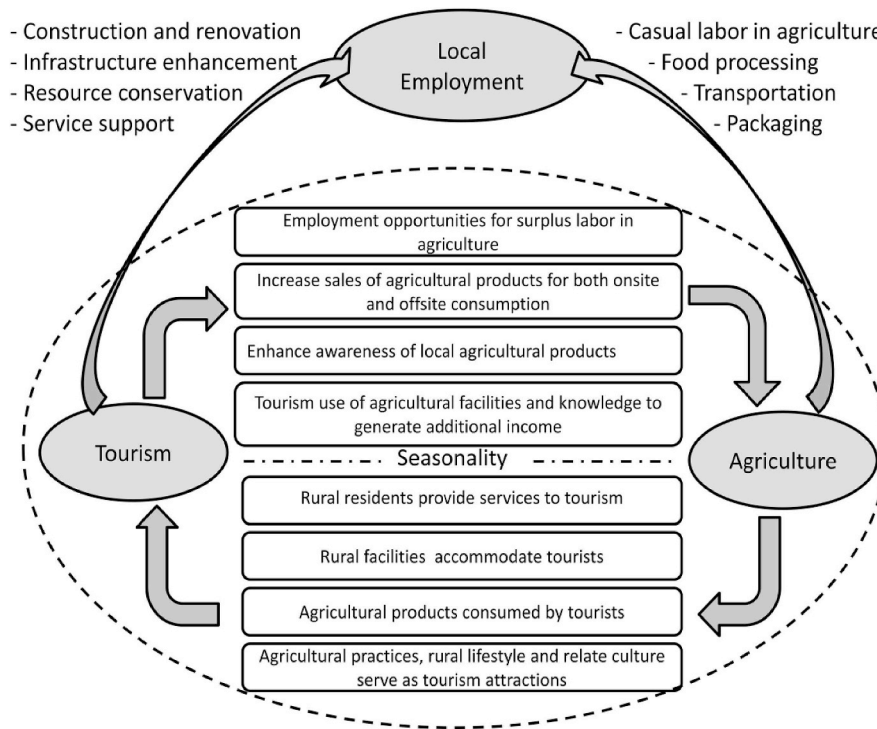 - Construction and renovation
- Infrastructure enhancement
- Resource conservation
- Service support
Local
Employment
- Casual labor in agriculture
- Food processing
- Transportation
- Packaging
Employment opportunities for surplus labor in
agriculture
Increase sales of agricultural products for both onsite
and offsite consumption
Enhance awareness of local agricultural products
Tourism use of agricultural facilities and knowledge to
generate additional income
Tourism
Seasonality
Agriculture
Rural residents provide services to tourism
Rural facilities accommodate tourists
Agricultural products consumed by tourists
Agricultural practices, rural lifestyle and relate culture
serve as tourism attractions